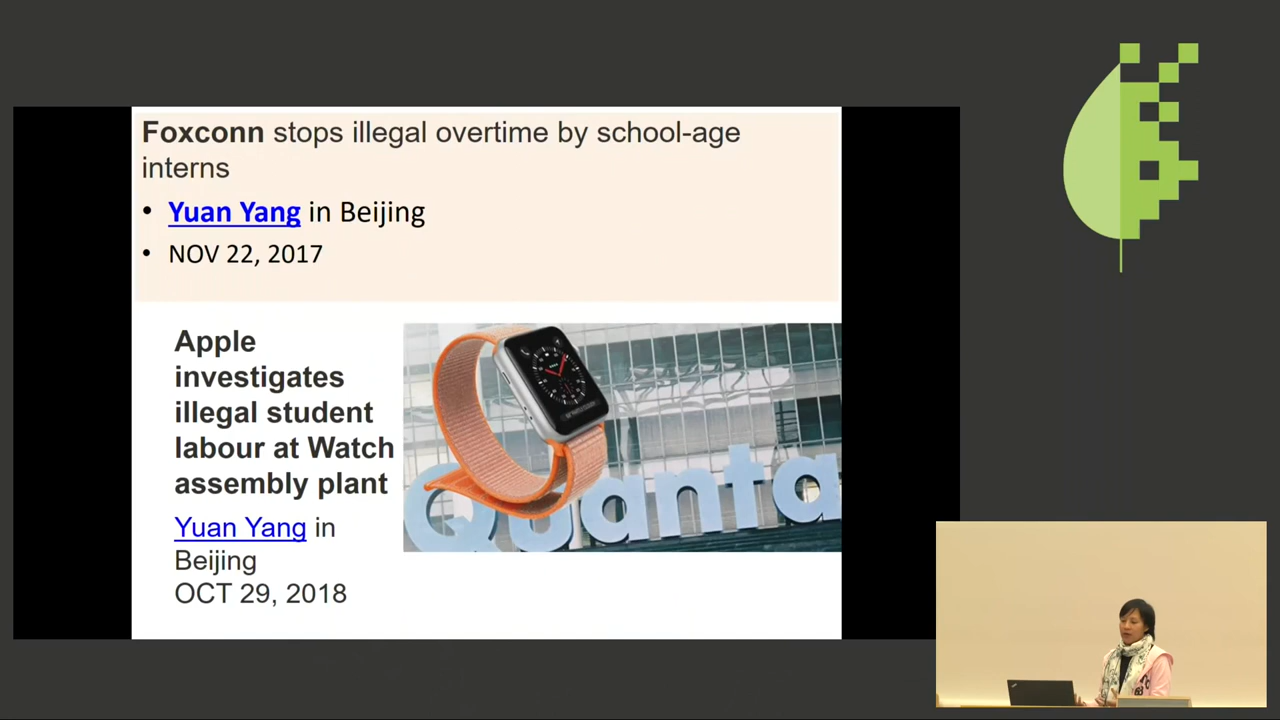 Foxconn stops illegal overtime by school-age
interns
• Yuan Yang in Beijing
• NOV 22, 2017
Apple
investigates
illegal student
labour at Watch
assembly plant
Yuan Yang in
Beijing
OCT 29, 2018
Quanta